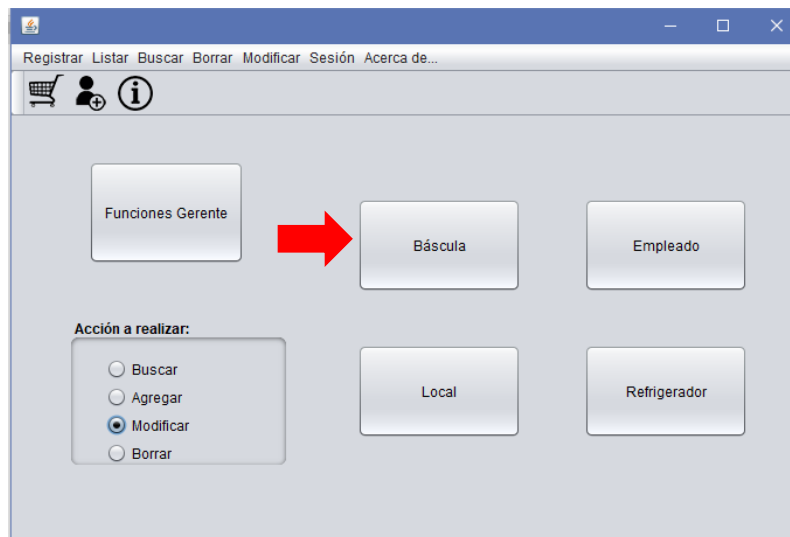 Registrar Listar Buscar Borrar Modificar Sesión Acerca de...
Funciones Gerente
Báscula
Empleado
Acción a realizar:
Buscar
Agregar
Modificar
Borrar
Local
Refrigerador